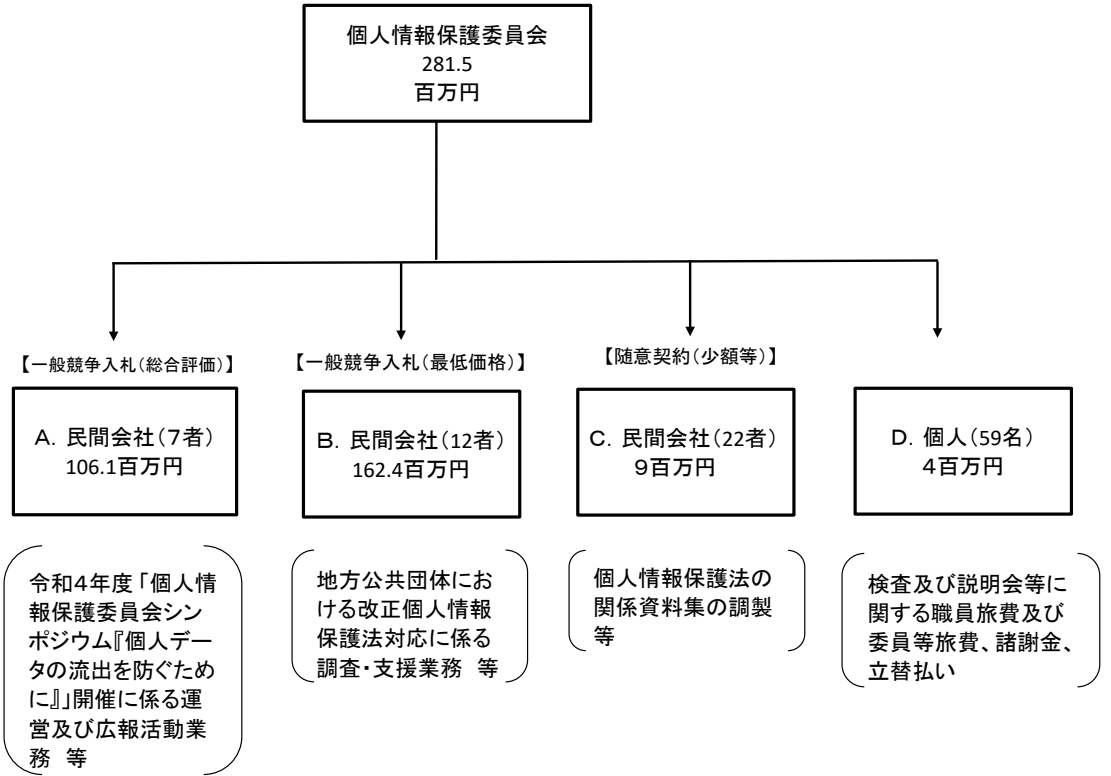 個人情報保護委員会
281.5
百万円
【一般競争入札(総合評価)】
A．民間会社(7者)
106.1百万円
令和4年度「個人情
報保護委員会シン
ポジウム『個人デー
タの流出を防ぐため
に』」開催に係る運
営及び広報活動業
務　等
【一般競争入札(最低価格)】
B．民間会社(12者)
162.4百万円
地方公共団体にお
ける改正個人情報
保護法対応に係る
調査・支援業務　等
【随意契約(少額等)】
C．民間会社(22者)
9百万円
個人情報保護法の
関係資料集の調製
等
D．個人(59名)
4百万円
検査及び説明会等に
関する職員旅費及び
委員等旅費、諸謝金、
立替払い